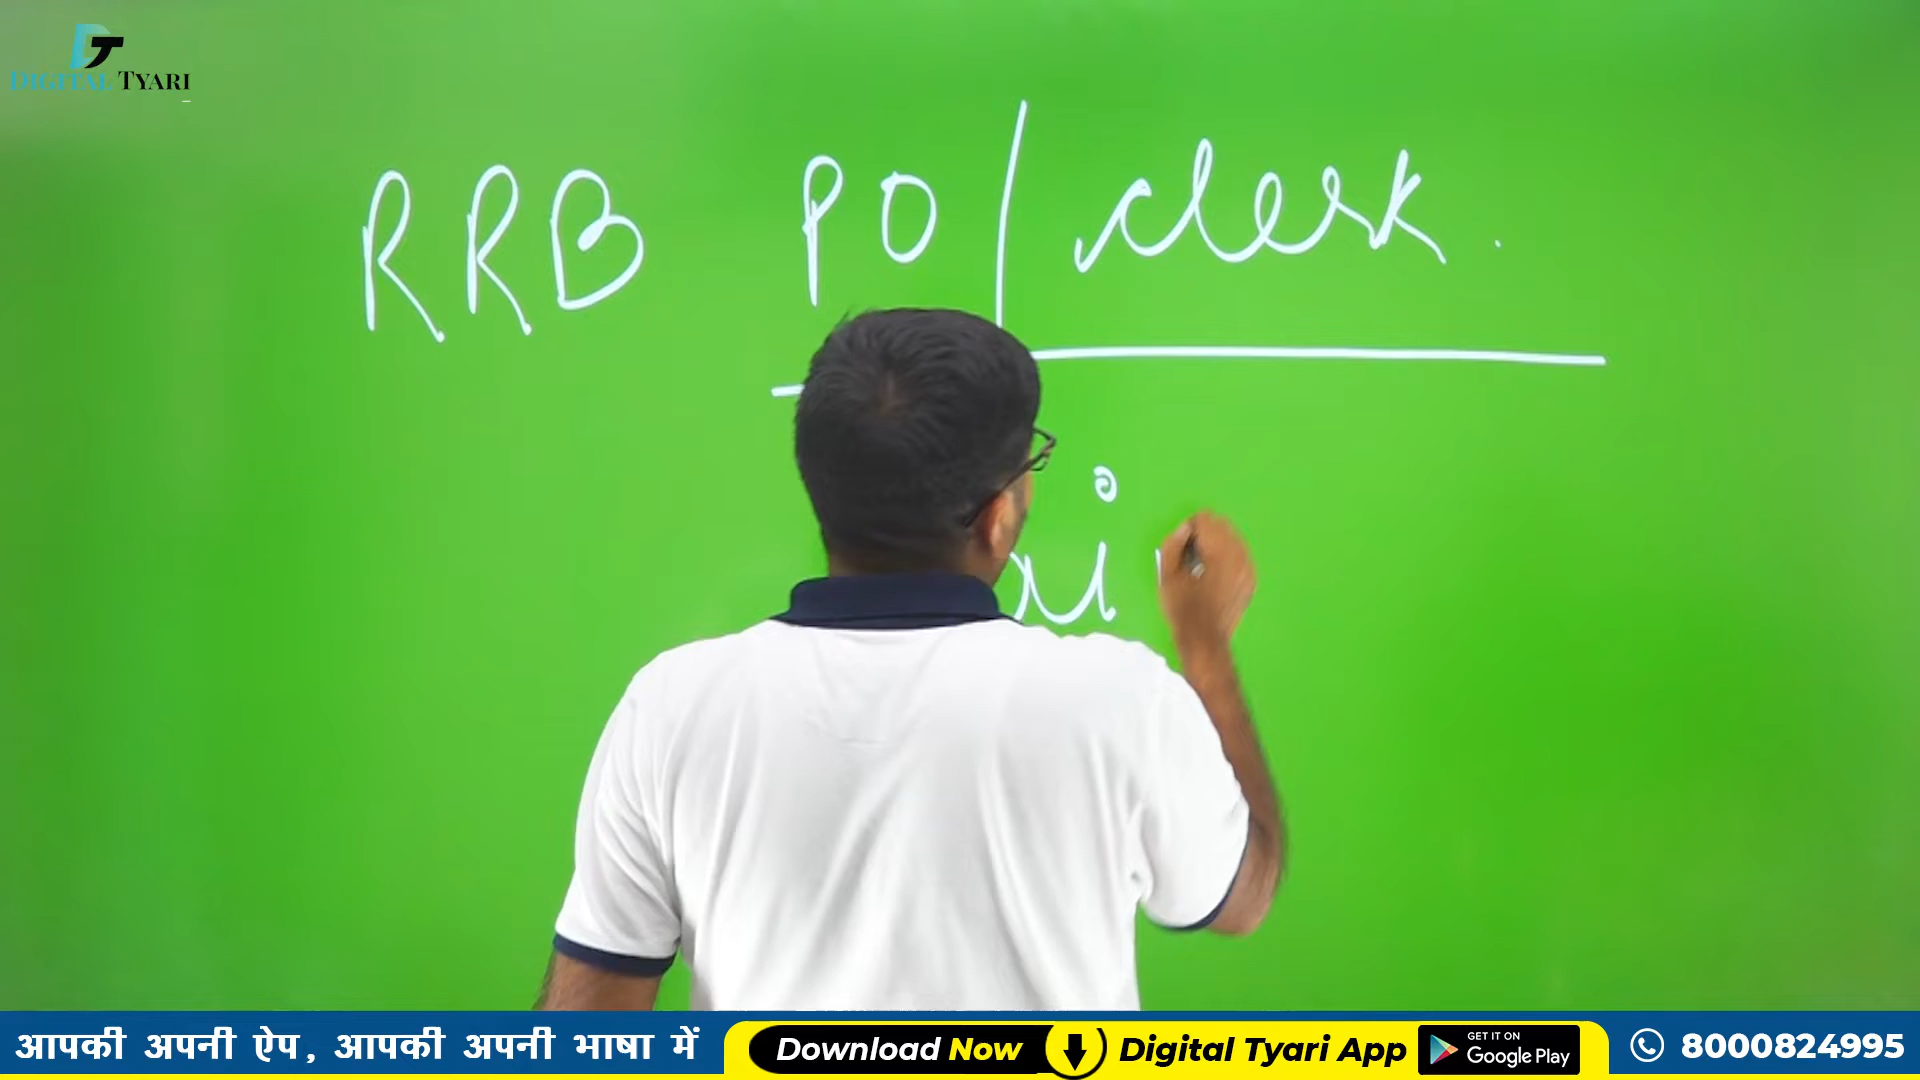 DT
DIGITAL TYARI
RRB PO/clerk.
आपकी अपनी ऐप, आपकी अपनी भाषा में
Download Now
Digital Tyari App
GET IT ON
Google Play
8000824995